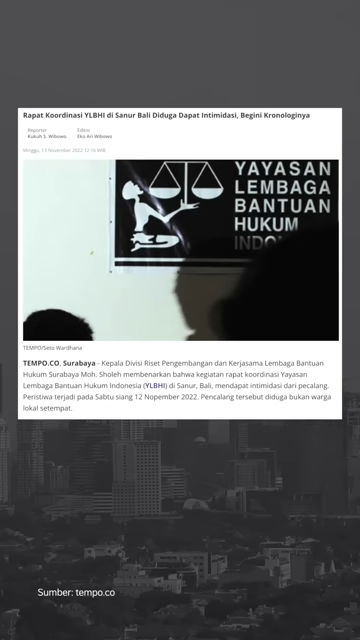 Rapat Koordinasi YLBHI di Sanur Bali Diduga Dapat Intimidasi, Begini Kronologinya
Reporter Editor
Kukuh S. Wibowo Eko Ari Wibowo
Minggu, 13 November 2022 12:16 WIB
YAYASAN
LEMBAGA
BANTUAN
HUKUM
TEMPO/Seto Wardhana
TEMPO.CO, Surabaya - Kepala Divisi Riset Pengembangan dan Kerjasama Lembaga Bantuan
Hukum Surabaya Moh. Sholeh membenarkan bahwa kegiatan rapat koordinasi Yayasan
Lembaga Bantuan Hukum Indonesia (YLBHI) di Sanur, Bali, mendapat intimidasi dari pecalang.
Peristiwa terjadi pada Sabtu siang 12 Nopember 2022. Pencalang tersebut diduga bukan warga
lokal setempat.
Sumber: tempo.co